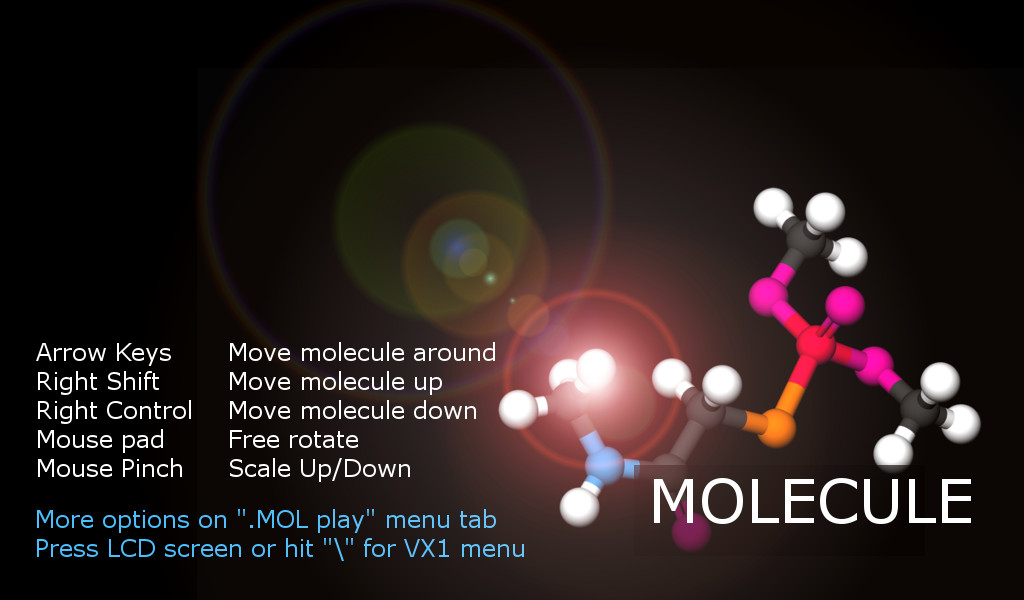 Arrow Keys Move molecule around
Right Shift Move molecule up
Right Control Move molecule down
Mouse pad Free rotate
Mouse Pinch Scale Up/Down
MOLECULE
More options on ".MOL play" menu tab
Press LCD screen or hit "\" for VX1 menu